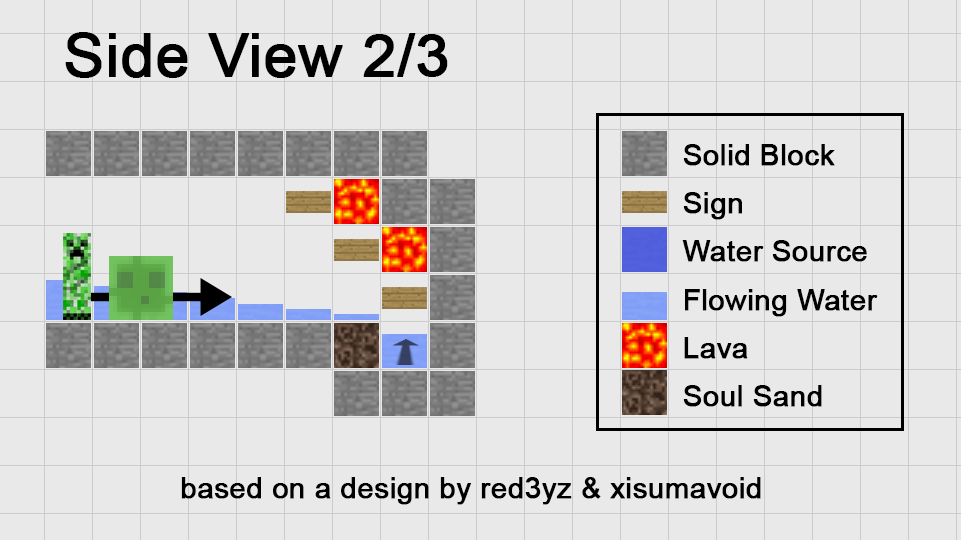 Side View 2/3
Solid Block
Sign
Water Source
Flowing Water
Lava
Soul Sand
based on a design by red3yz & xisumavoid